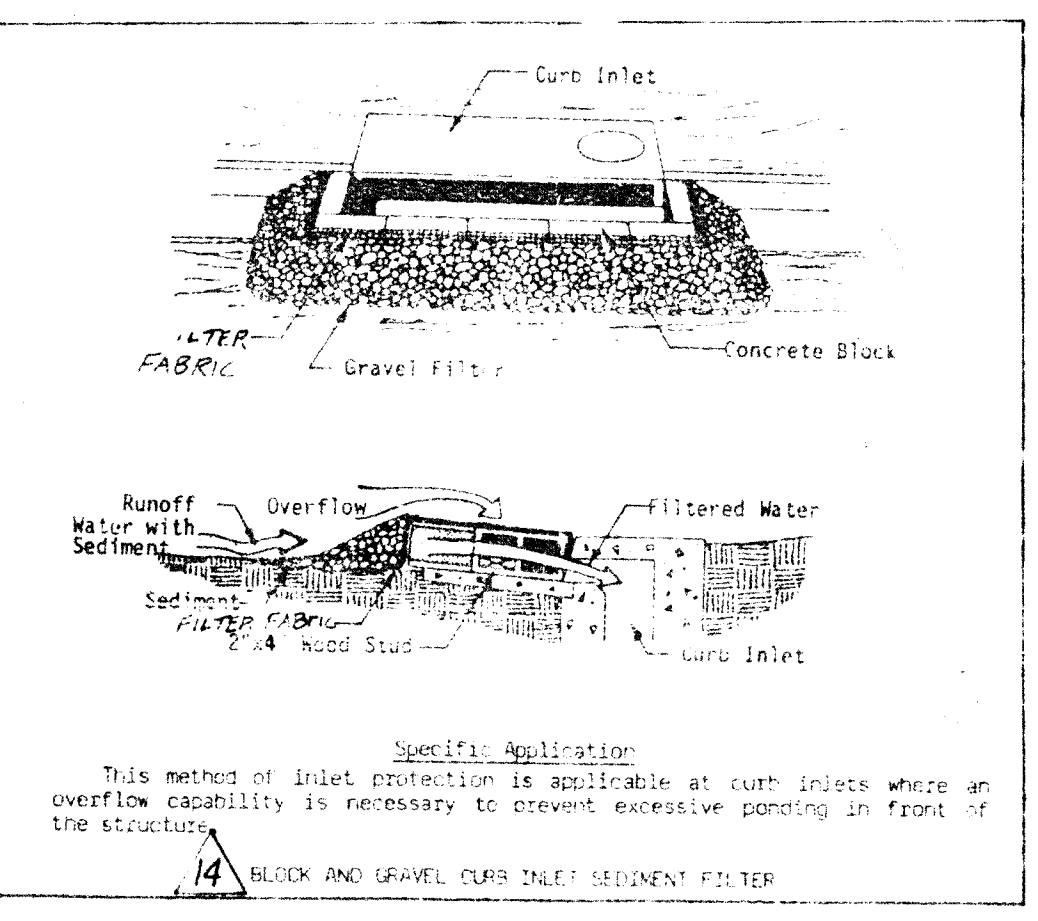 Curb Inlet
FILTER
FABRIC
Gravel Filter
Concrete Block
Runoff
Water with
Sediment
Overflow
Filtered Water
Sediment
FILTER FABRIC
2"x4" Wood Stud
Curb Inlet
Specific Application
This method of inlet protection is applicable at curb inlets where an
overflow capability is necessary to prevent excessive ponding in front of
the structure.
14 BLOCK AND GRAVEL CURB INLET SEDIMENT FILTER